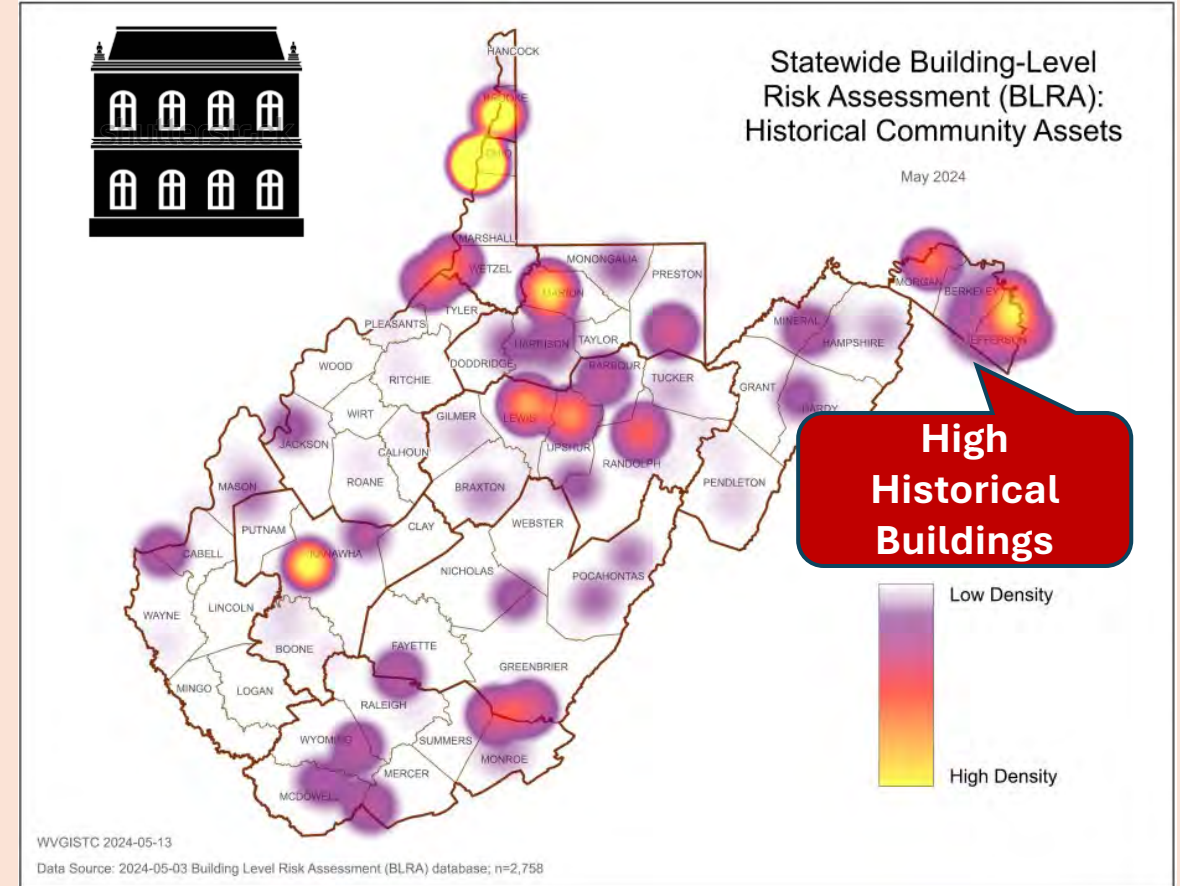 HANCOCK
Statewide Building-Level
Risk Assessment (BLRA):
Historical Community Assets
May 2024
shutterstock
BROOKE
OHIO
MARSHALL
WETZEL
MONONGALIA
PRESTON
MARION
MORGAN
BERKELEY
JEFFERSON
TYLER
PLEASANTS
MINERAL
HAMPSHIRE
HARRISON
TAYLOR
DODDRIDGE
WOOD
RITCHIE
BARBOUR
TUCKER
GRANT
HARDY
WIRT
GILMER
LEWIS
UPSHUR
RANDOLPH
JACKSON
CALHOUN
ROANE
BRAXTON
PENDLETON
High
Historical
Buildings
MASON
PUTNAM
CLAY
WEBSTER
CABELL
KANAWHA
NICHOLAS
POCAHONTAS
Low Density
WAYNE
LINCOLN
BOONE
FAYETTE
GREENBRIER
MINGO
LOGAN
RALEIGH
WYOMING
SUMMERS
MONROE
MERCER
MCDOWELL
High Density
WVGISTC 2024-05-13
Data Source: 2024-05-03 Building Level Risk Assessment (BLRA) database; n=2,758